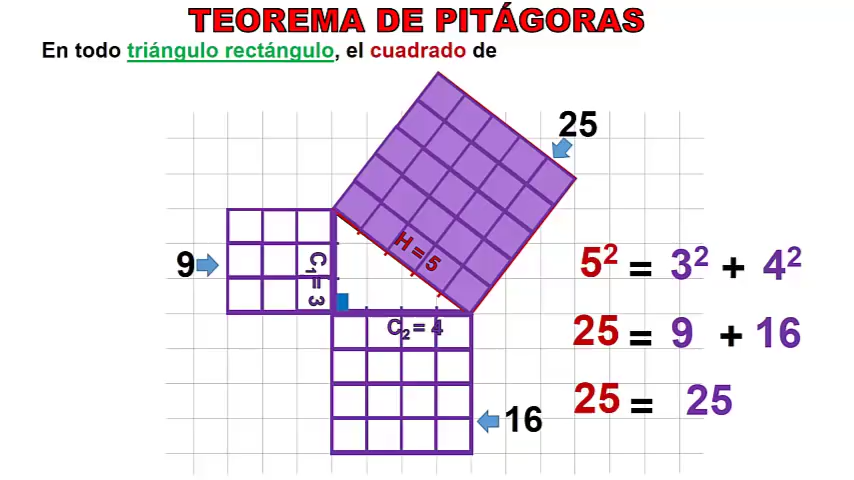 TEOREMA DE PITÁGORAS
En todo triángulo rectángulo, el cuadrado de
25
H = 5
9
C₁ = 3
5² = 3² + 4²
C₂ = 4
25 = 9 + 16
25 = 25
16